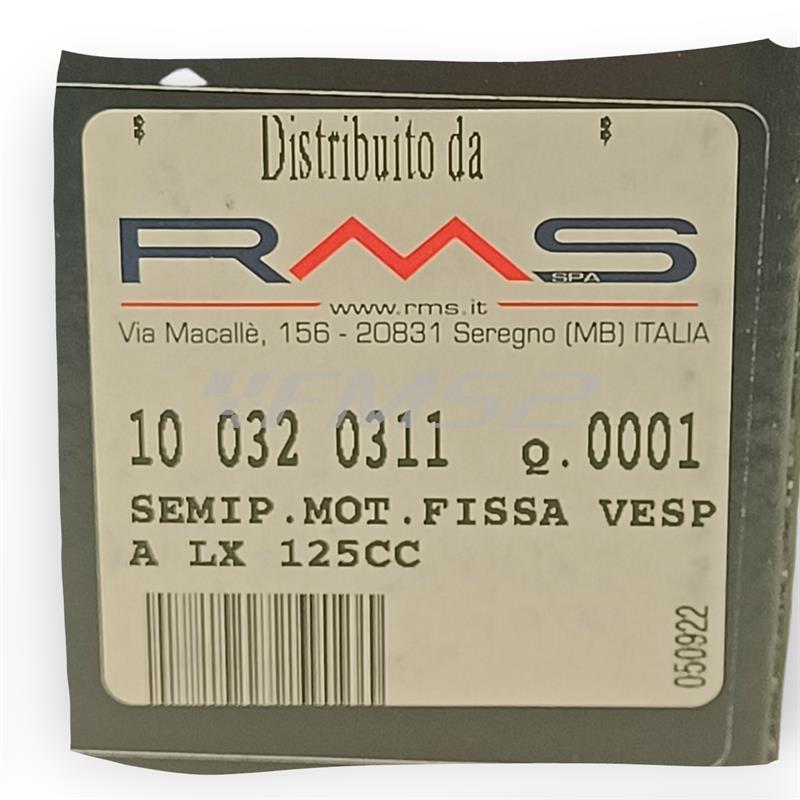 Distribuito da
RMS
SPA
www.rms.it
Via Macallè, 156 - 20831 Seregno (MB) ITALIA
FMS2
10 032 0311 Q.0001
SEMIP.MOT.FISSA VESP
A LX 125CC
050922